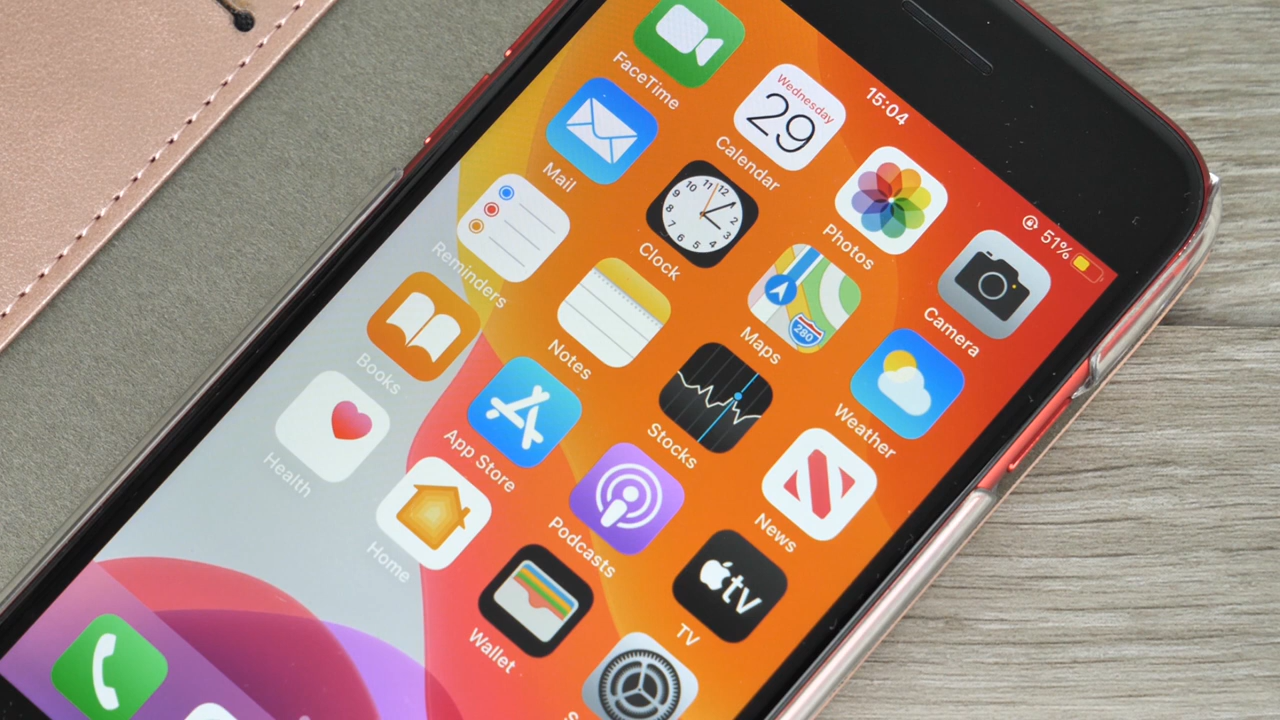 15:04
51%
FaceTime
Wednesday
29
Calendar
Photos
Camera
Mail
Clock
Maps
280
Weather
Reminders
Notes
Stocks
News
Books
App Store
Podcasts
tv
TV
Health
Home
Wallet
S